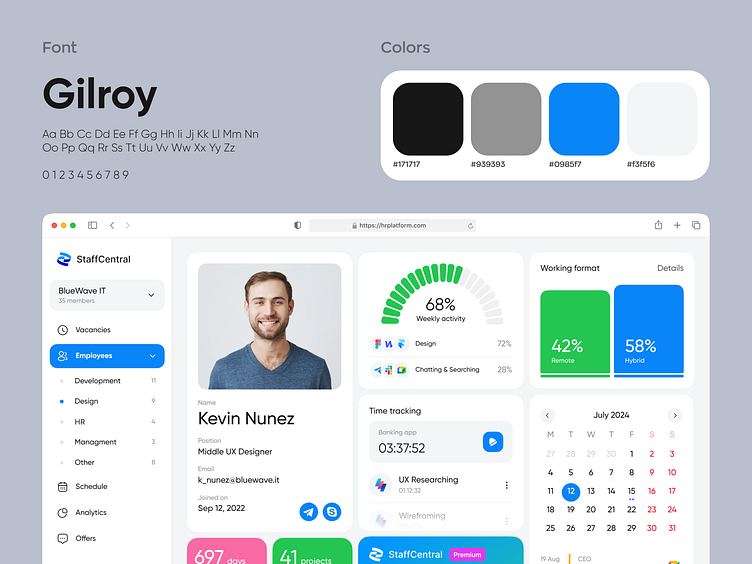 Font
Gilroy
Aa Bb Cc Dd Ee Ff Gg Hh Ii Jj Kk Ll Mm Nn
Oo Pp Qq Rr Ss Tt Uu Vv Ww Xx Yy Zz
0 1 2 3 4 5 6 7 8 9
Colors
#171717
#939393
#0985f7
#f3f5f6
https://hrplatform.com
StaffCentral
BlueWave IT
35 members
Vacancies
Employees
Development 11
Design 9
HR 4
Managment 3
Other 8
Schedule
Analytics
Offers
Name
Kevin Nunez
Position
Middle UX Designer
Email
k_nunez@bluewave.it
Joined on
Sep 12, 2022
697 days
41 projects
68%
Weekly activity
Design 72%
Chatting & Searching 28%
Time tracking
Banking app
03:37:52
UX Researching
01:12:32
Wireframing
StaffCentral Premium
Working format Details
42%
Remote
58%
Hybrid
July 2024
M T W T F S S
27 28 29 30 1 2 3
4 5 6 7 8 9 10
11 12 13 14 15 16 17
18 19 20 21 22 23 24
25 26 27 28 29 30 31
19 Aug CEO